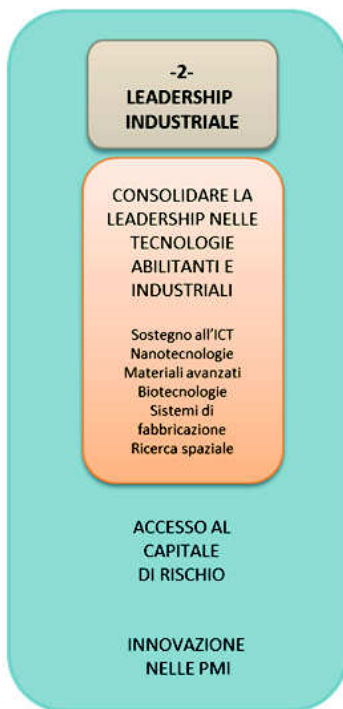 -2-
LEADERSHIP
INDUSTRIALE
CONSOLIDARE LA
LEADERSHIP NELLE
TECNOLOGIE
ABILITANTI E
INDUSTRIALI
Sostegno all'ICT
Nanotecnologie
Materiali avanzati
Biotecnologie
Sistemi di
fabbricazione
Ricerca spaziale
ACCESSO AL
CAPITALE
DI RISCHIO
INNOVAZIONE
NELLE PMI